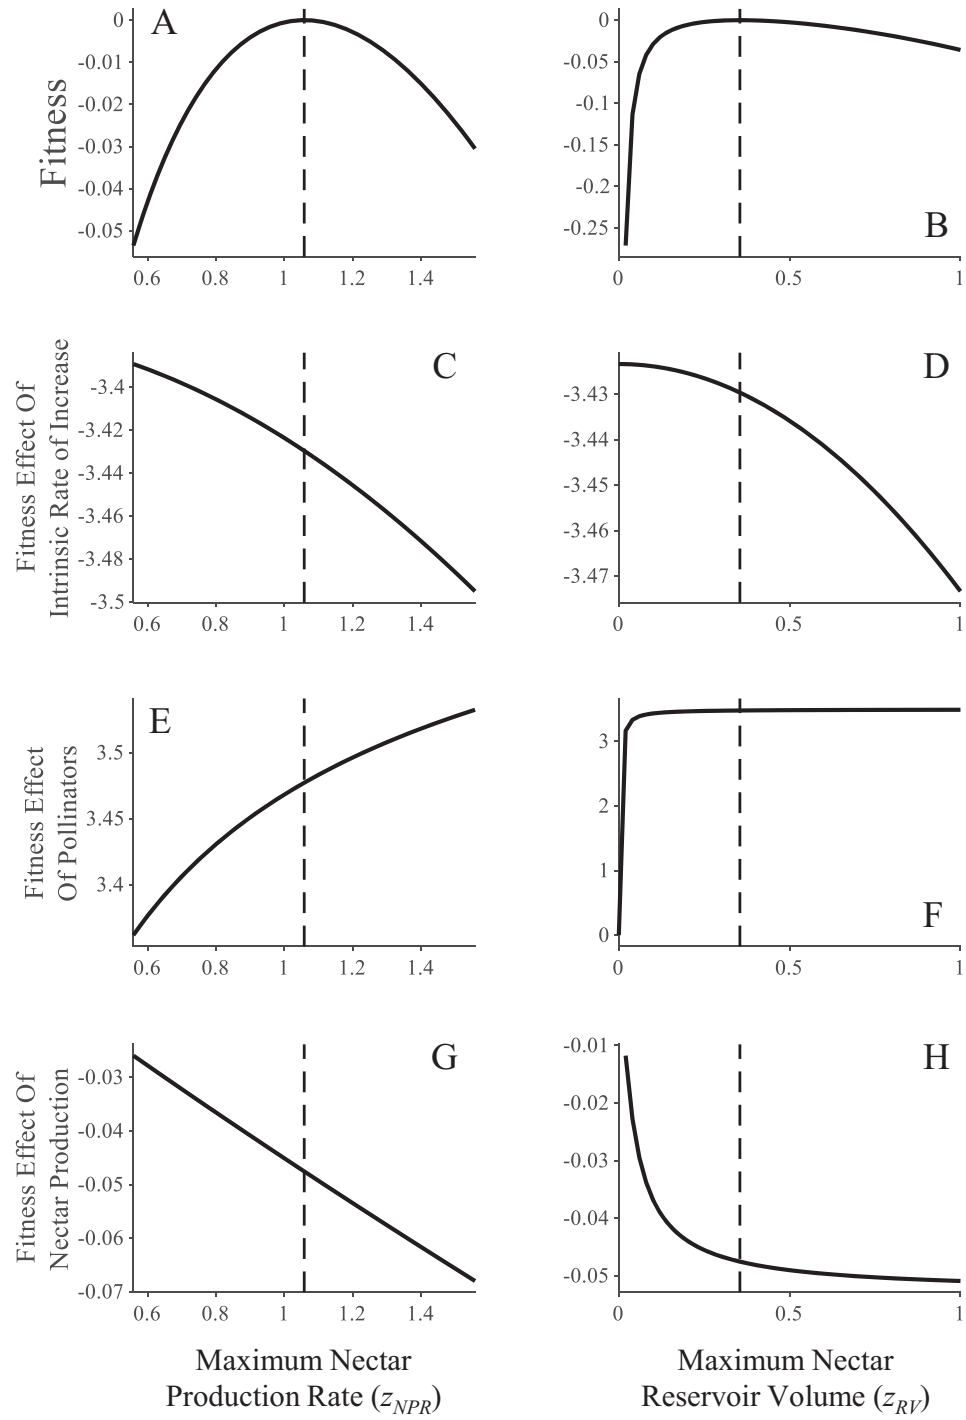 A
Fitness
0
-0.01
-0.02
-0.03
-0.04
-0.05
0.6 0.8 1 1.2 1.4
B
0
-0.05
-0.1
-0.15
-0.2
-0.25
0 0.5 1
C
Fitness Effect Of
Intrinsic Rate of Increase
-3.4
-3.42
-3.44
-3.46
-3.48
-3.5
0.6 0.8 1 1.2 1.4
D
-3.43
-3.44
-3.45
-3.46
-3.47
0 0.5 1
E
Fitness Effect
Of Pollinators
3.5
3.45
3.4
0.6 0.8 1 1.2 1.4
F
3
2
1
0
0 0.5 1
G
Fitness Effect Of
Nectar Production
-0.03
-0.04
-0.05
-0.06
-0.07
0.6 0.8 1 1.2 1.4
H
-0.01
-0.02
-0.03
-0.04
-0.05
0 0.5 1
Maximum Nectar
Production Rate (z_NPR)
Maximum Nectar
Reservoir Volume (z_RV)